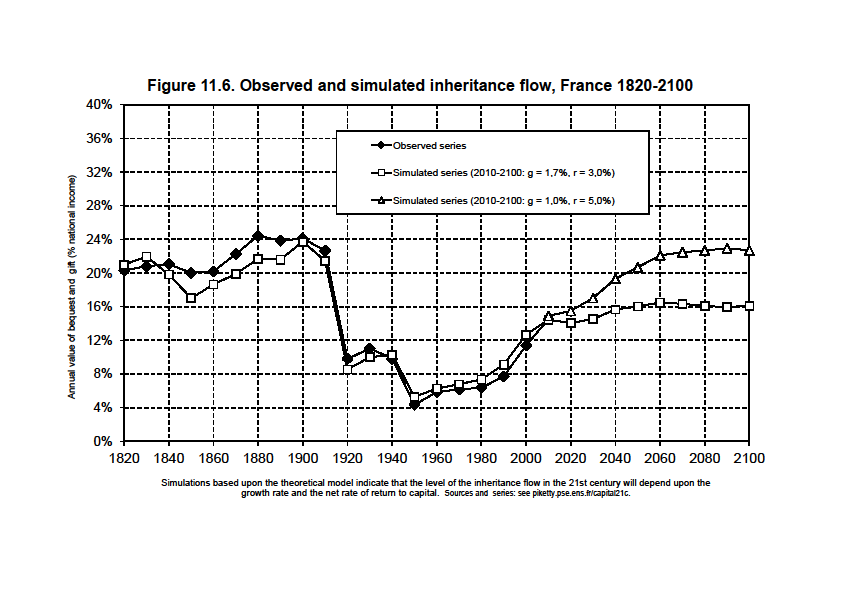 Figure 11.6. Observed and simulated inheritance flow, France 1820-2100
Annual value of bequest and gift (% national income)
40%
36%
32%
28%
24%
20%
16%
12%
8%
4%
0%
Observed series
Simulated series (2010-2100: g = 1,7%, r = 3,0%)
Simulated series (2010-2100: g = 1,0%, r = 5,0%)
1820 1840 1860 1880 1900 1920 1940 1960 1980 2000 2020 2040 2060 2080 2100
Simulations based upon the theoretical model indicate that the level of the inheritance flow in the 21st century will depend upon the
growth rate and the net rate of return to capital. Sources and series: see piketty.pse.ens.fr/capital21c.